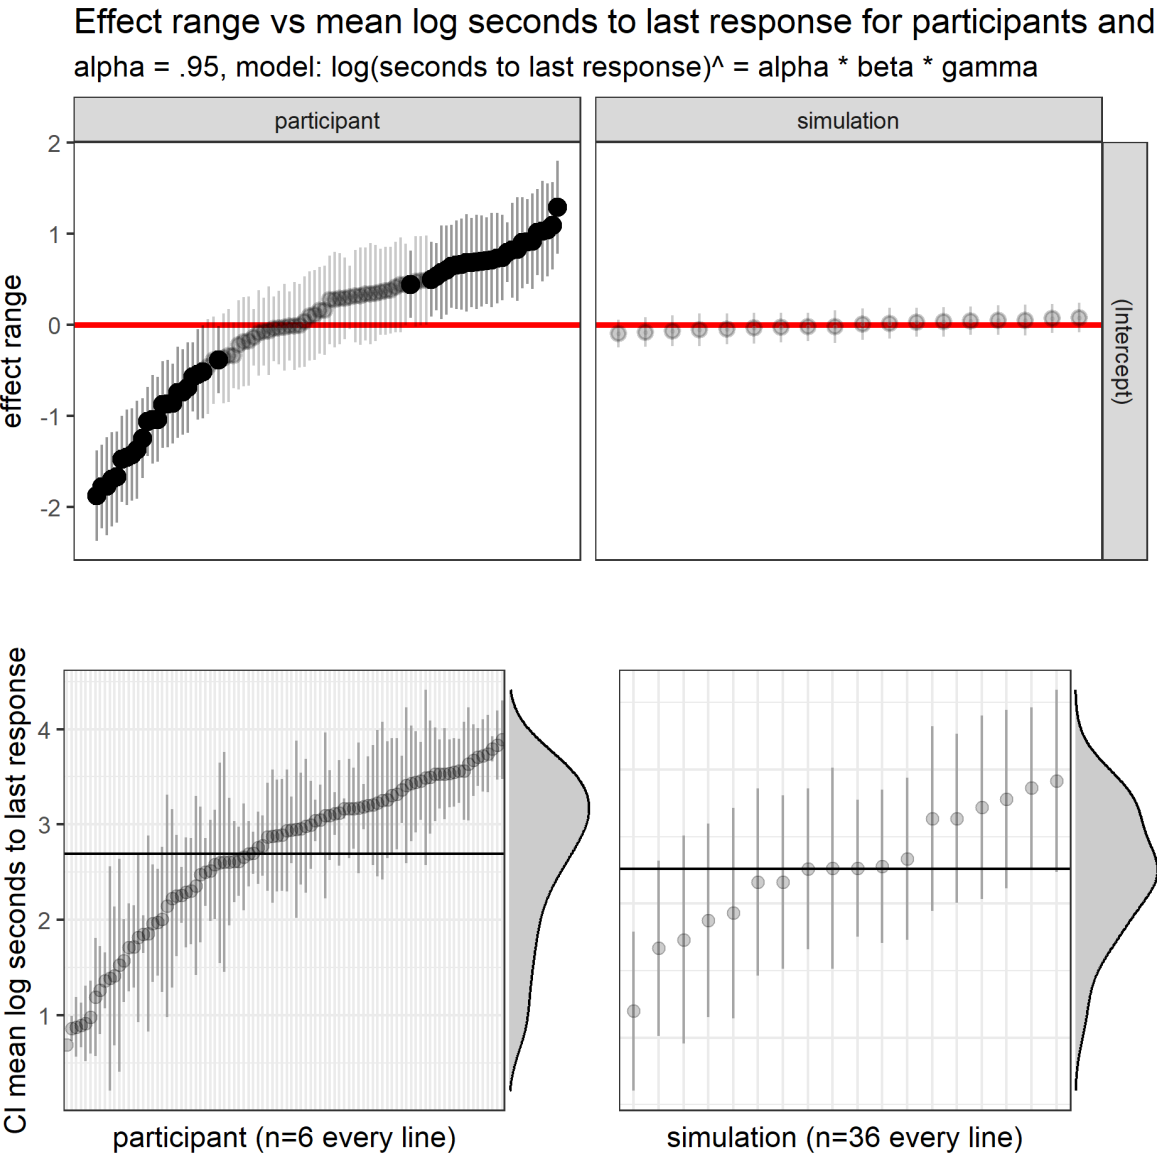 Effect range vs mean log seconds to last response for participants and
alpha = .95, model: log(seconds to last response)^ = alpha * beta * gamma
participant
simulation
2
1
0
-1
-2
effect range
(Intercept)
4
3
2
1
CI mean log seconds to last response
participant (n=6 every line)
simulation (n=36 every line)